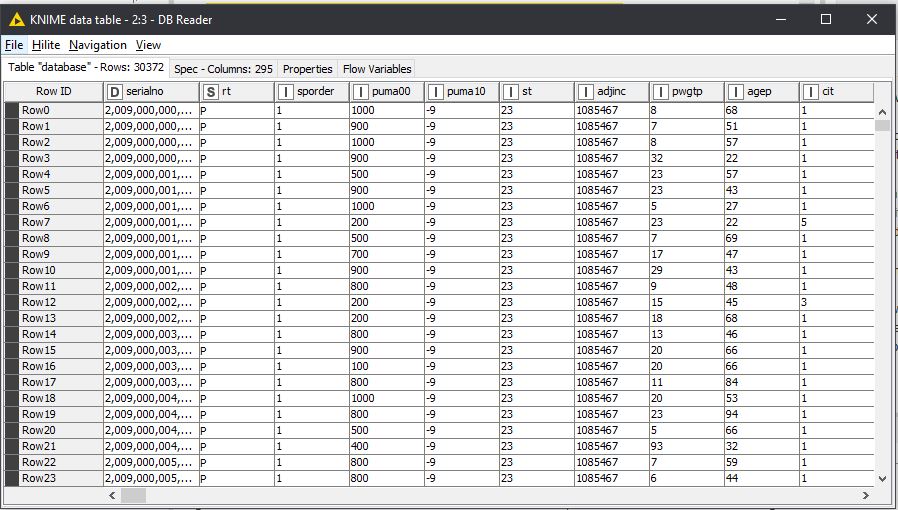 KNIME data table - 2:3 - DB Reader
File Hilite Navigation View
Table "database" - Rows: 30372 Spec - Columns: 295 Properties Flow Variables
Row ID D serialno S rt I sporder I puma00 I puma10 I st I adjinc I pwgtp I agep I cit
Row0 2,009,000,000,... P 1 1000 -9 23 1085467 8 68 1
Row1 2,009,000,000,... P 1 900 -9 23 1085467 7 51 1
Row2 2,009,000,000,... P 1 1000 -9 23 1085467 8 57 1
Row3 2,009,000,000,... P 1 900 -9 23 1085467 32 22 1
Row4 2,009,000,001,... P 1 500 -9 23 1085467 23 57 1
Row5 2,009,000,001,... P 1 900 -9 23 1085467 23 43 1
Row6 2,009,000,001,... P 1 1000 -9 23 1085467 5 27 1
Row7 2,009,000,001,... P 1 200 -9 23 1085467 23 22 5
Row8 2,009,000,001,... P 1 500 -9 23 1085467 7 69 1
Row9 2,009,000,001,... P 1 700 -9 23 1085467 17 47 1
Row10 2,009,000,001,... P 1 900 -9 23 1085467 29 43 1
Row11 2,009,000,002,... P 1 800 -9 23 1085467 9 48 1
Row12 2,009,000,002,... P 1 200 -9 23 1085467 15 45 3
Row13 2,009,000,002,... P 1 200 -9 23 1085467 18 68 1
Row14 2,009,000,003,... P 1 800 -9 23 1085467 13 46 1
Row15 2,009,000,003,... P 1 900 -9 23 1085467 20 66 1
Row16 2,009,000,003,... P 1 100 -9 23 1085467 20 66 1
Row17 2,009,000,003,... P 1 800 -9 23 1085467 11 84 1
Row18 2,009,000,004,... P 1 1000 -9 23 1085467 20 53 1
Row19 2,009,000,004,... P 1 800 -9 23 1085467 23 94 1
Row20 2,009,000,004,... P 1 500 -9 23 1085467 5 66 1
Row21 2,009,000,004,... P 1 400 -9 23 1085467 93 32 1
Row22 2,009,000,005,... P 1 800 -9 23 1085467 7 59 1
Row23 2,009,000,005,... P 1 800 -9 23 1085467 6 44 1